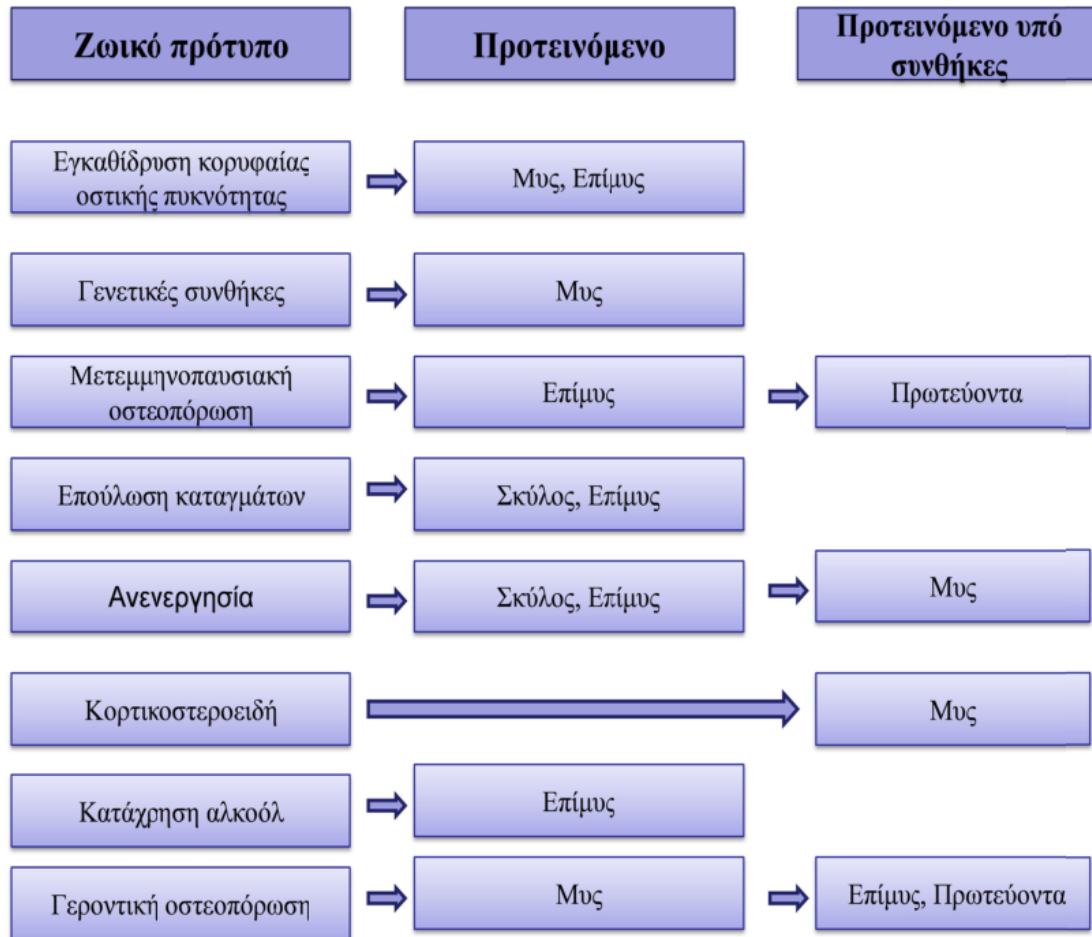 Ζωικό πρότυπο
Προτεινόμενο
Προτεινόμενο υπό
συνθήκες
Εγκαθίδρυση κορυφαίας
οστικής πυκνότητας
Μυς, Επίμυς
Γενετικές συνθήκες
Μυς
Μετεμμηνοπαυσιακή
οστεοπόρωση
Επίμυς
Πρωτεύοντα
Επούλωση καταγμάτων
Σκύλος, Επίμυς
Ανενεργησία
Σκύλος, Επίμυς
Μυς
Κορτικοστεροειδή
Μυς
Κατάχρηση αλκοόλ
Επίμυς
Γεροντική οστεοπόρωση
Μυς
Επίμυς, Πρωτεύοντα